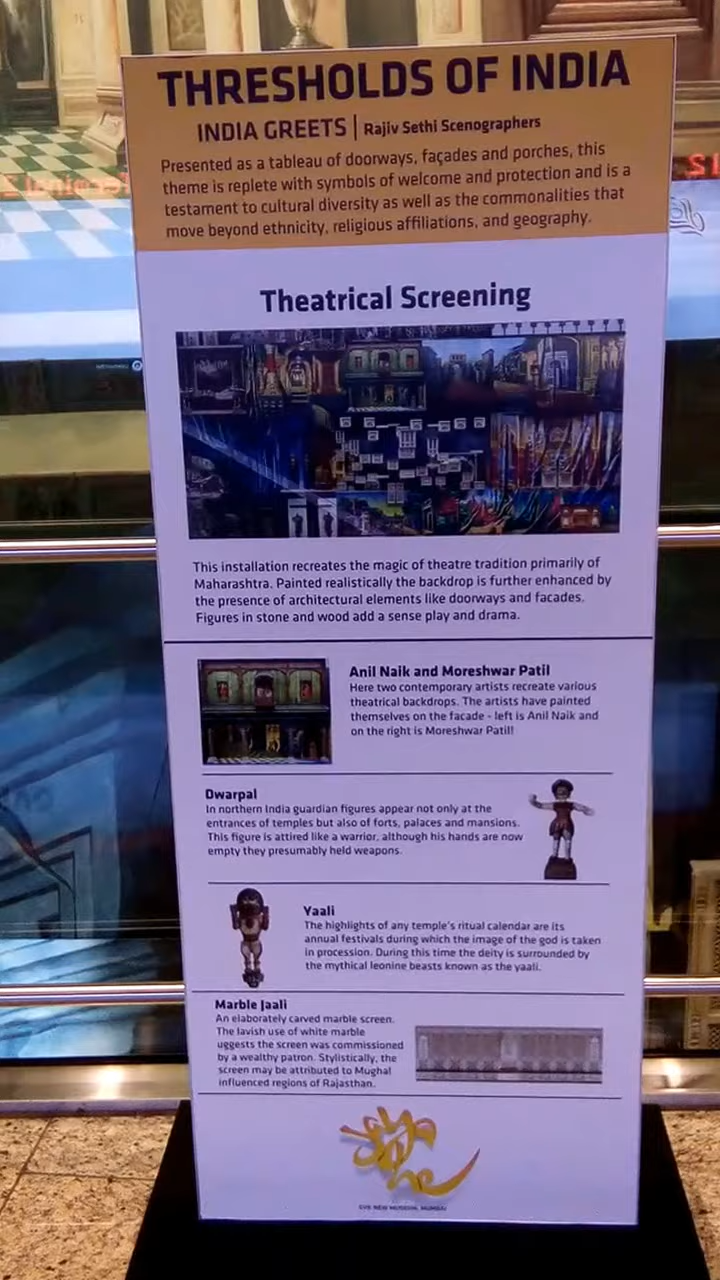 THRESHOLDS OF INDIA
INDIA GREETS | Rajiv Sethi Scenographers
Presented as a tableau of doorways, façades and porches, this
theme is replete with symbols of welcome and protection and is a
testament to cultural diversity as well as the commonalities that
move beyond ethnicity, religious affiliations, and geography.
Theatrical Screening
This installation recreates the magic of theatre tradition primarily of
Maharashtra. Painted realistically the backdrop is further enhanced by
the presence of architectural elements like doorways and facades.
Figures in stone and wood add a sense play and drama.
Anil Naik and Moreshwar Patil
Here two contemporary artists recreate various
theatrical backdrops. The artists have painted
themselves on the facade - left is Anil Naik and
on the right is Moreshwar Patil!
Dwarpal
In northern India guardian figures appear not only at the
entrances of temples but also of forts, palaces and mansions.
This figure is attired like a warrior, although his hands are now
empty they presumably held weapons.
Yaali
The highlights of any temple's ritual calendar are its
annual festivals during which the image of the god is taken
in procession. During this time the deity is surrounded by
the mythical leonine beasts known as the yaali.
Marble Jaali
An elaborately carved marble screen.
The lavish use of white marble
uggests the screen was commissioned
by a wealthy patron. Stylistically, the
screen may be attributed to Mughal
influenced regions of Rajasthan.
jaya he
GVK NEW MUSEUM, MUMBAI